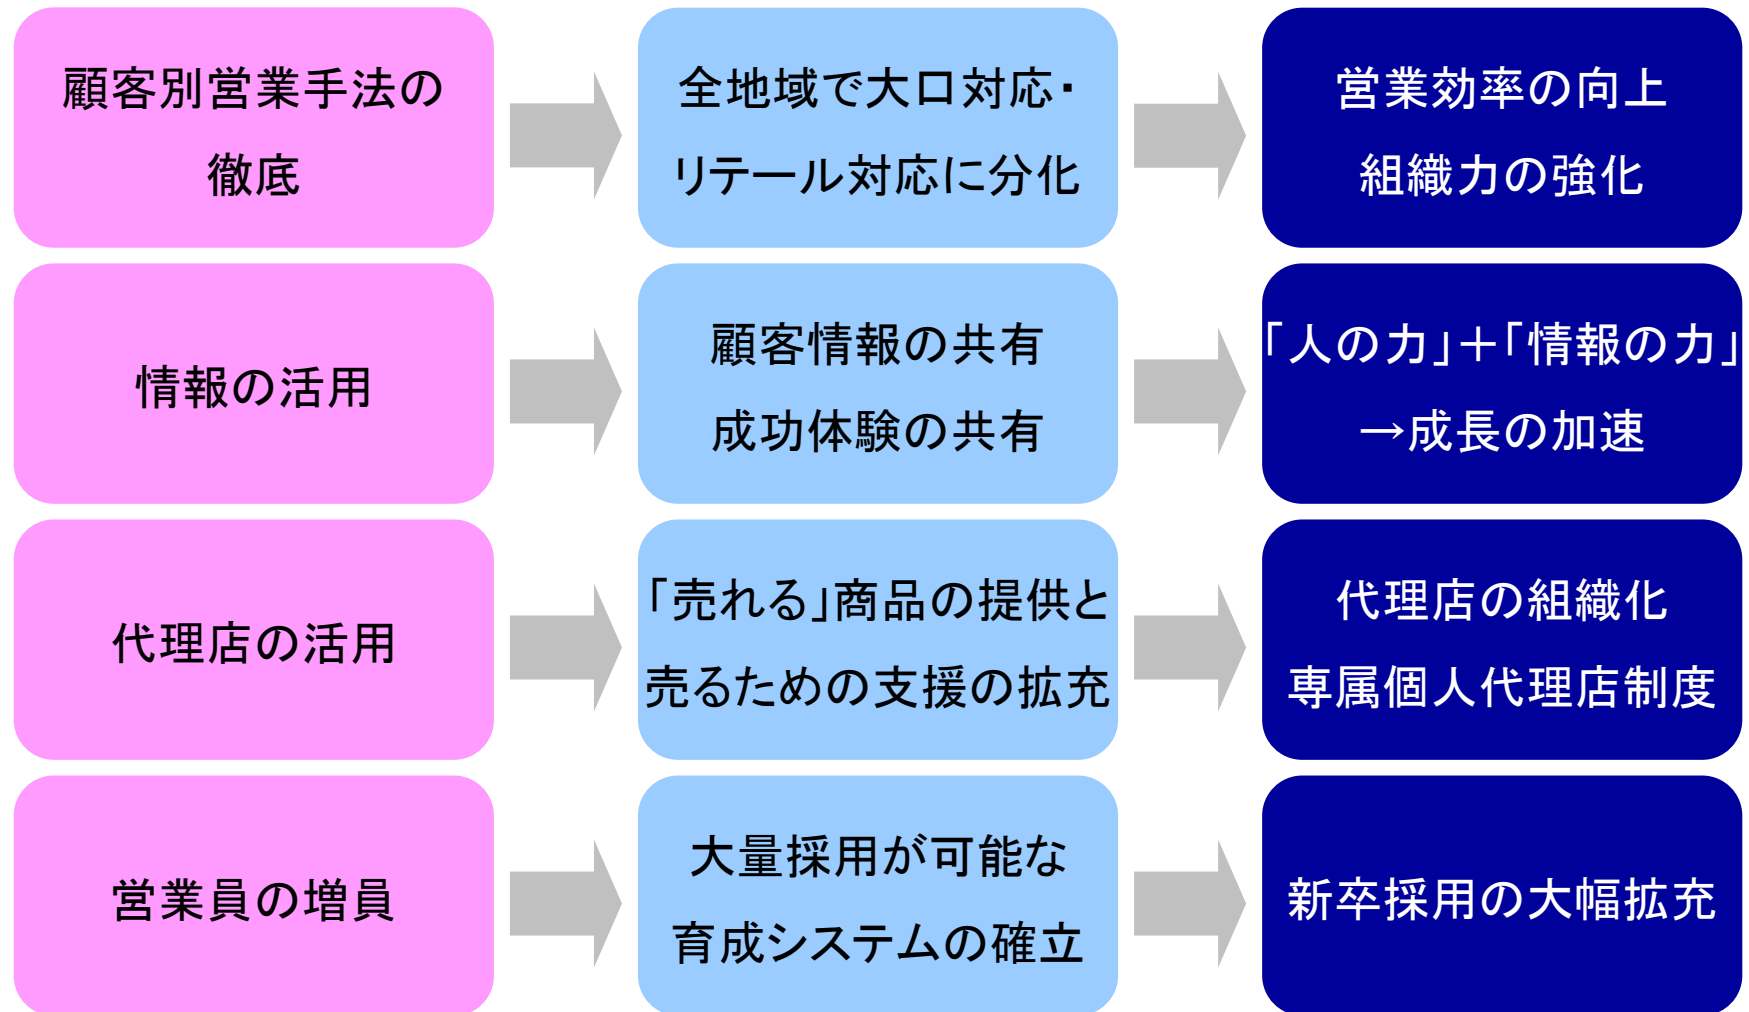 顧客別営業手法の
徹底
全地域で大口対応・
リテール対応に分化
営業効率の向上
組織力の強化
情報の活用
顧客情報の共有
成功体験の共有
「人の力」＋「情報の力」
→成長の加速
代理店の活用
「売れる」商品の提供と
売るための支援の拡充
代理店の組織化
専属個人代理店制度
営業員の増員
大量採用が可能な
育成システムの確立
新卒採用の大幅拡充